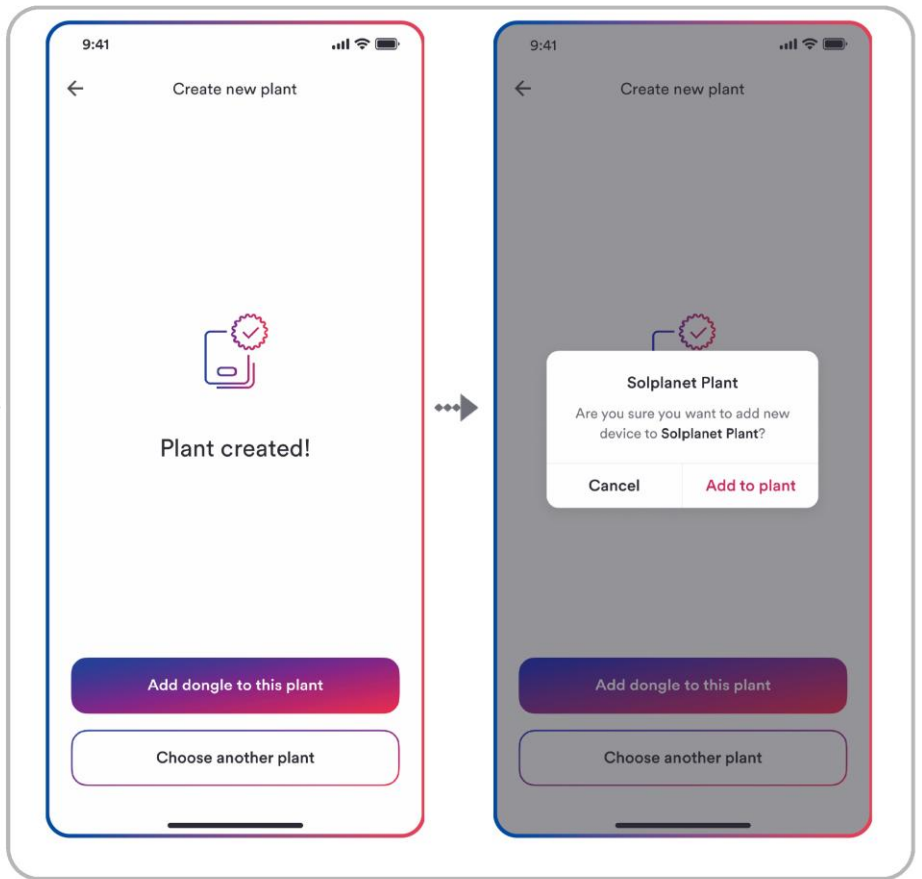 9:41
Create new plant
Plant created!
Add dongle to this plant
Choose another plant
9:41
Create new plant
Solplanet Plant
Are you sure you want to add new
device to Solplanet Plant?
Cancel
Add to plant
Add dongle to this plant
Choose another plant